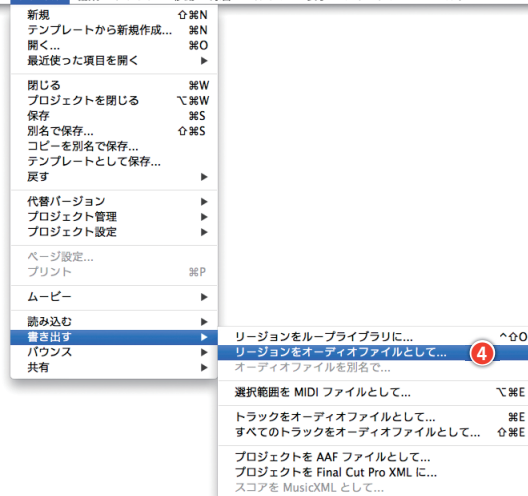 新規 ⇧⌘N
テンプレートから新規作成... ⌘N
開く... ⌘O
最近使った項目を開く ▶
閉じる ⌘W
プロジェクトを閉じる ⌥⌘W
保存 ⌘S
別名で保存... ⇧⌘S
コピーを別名で保存...
テンプレートとして保存...
戻す ▶
代替バージョン ▶
プロジェクト管理 ▶
プロジェクト設定 ▶
ページ設定...
プリント ⌘P
ムービー ▶
読み込む ▶
書き出す ▶
バウンス ▶
共有 ▶
リージョンをループライブラリに... ^⇧O
リージョンをオーディオファイルとして... 4
オーディオファイルを別名で...
選択範囲を MIDI ファイルとして... ⌥⌘E
トラックをオーディオファイルとして... ⌘E
すべてのトラックをオーディオファイルとして... ⇧⌘E
プロジェクトを AAF ファイルとして...
プロジェクトを Final Cut Pro XML に...
スコアを MusicXML として...